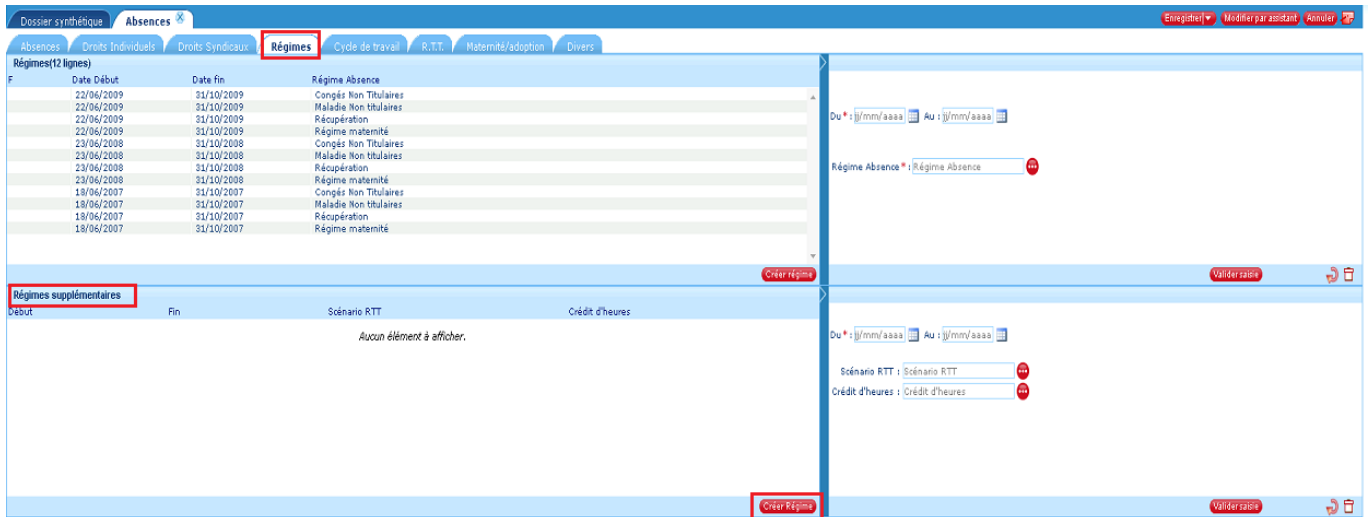 Dossier synthétique Absences
Enregistrer Modifier par assistant Annuler
Absences Droits Individuels Droits Syndicaux Régimes Cycle de travail R.T.T. Maternité/adoption Divers
Régimes(12 lignes)
F Date Début Date fin Régime Absence
22/06/2009 31/10/2009 Congés Non Titulaires
22/06/2009 31/10/2009 Maladie Non titulaires
22/06/2009 31/10/2009 Récupération
22/06/2009 31/10/2009 Régime maternité
23/06/2008 31/10/2008 Congés Non Titulaires
23/06/2008 31/10/2008 Maladie Non titulaires
23/06/2008 31/10/2008 Récupération
23/06/2008 31/10/2008 Régime maternité
18/06/2007 31/10/2007 Congés Non Titulaires
18/06/2007 31/10/2007 Maladie Non titulaires
18/06/2007 31/10/2007 Récupération
18/06/2007 31/10/2007 Régime maternité
Créer régime
Du * : jj/mm/aaaa Au : jj/mm/aaaa
Régime Absence * : Régime Absence
Valider saisie
Régimes supplémentaires
Début Fin Scénario RTT Crédit d'heures
Aucun élément à afficher.
Créer Régime
Du * : jj/mm/aaaa Au : jj/mm/aaaa
Scénario RTT : Scénario RTT
Crédit d'heures : Crédit d'heures
Valider saisie